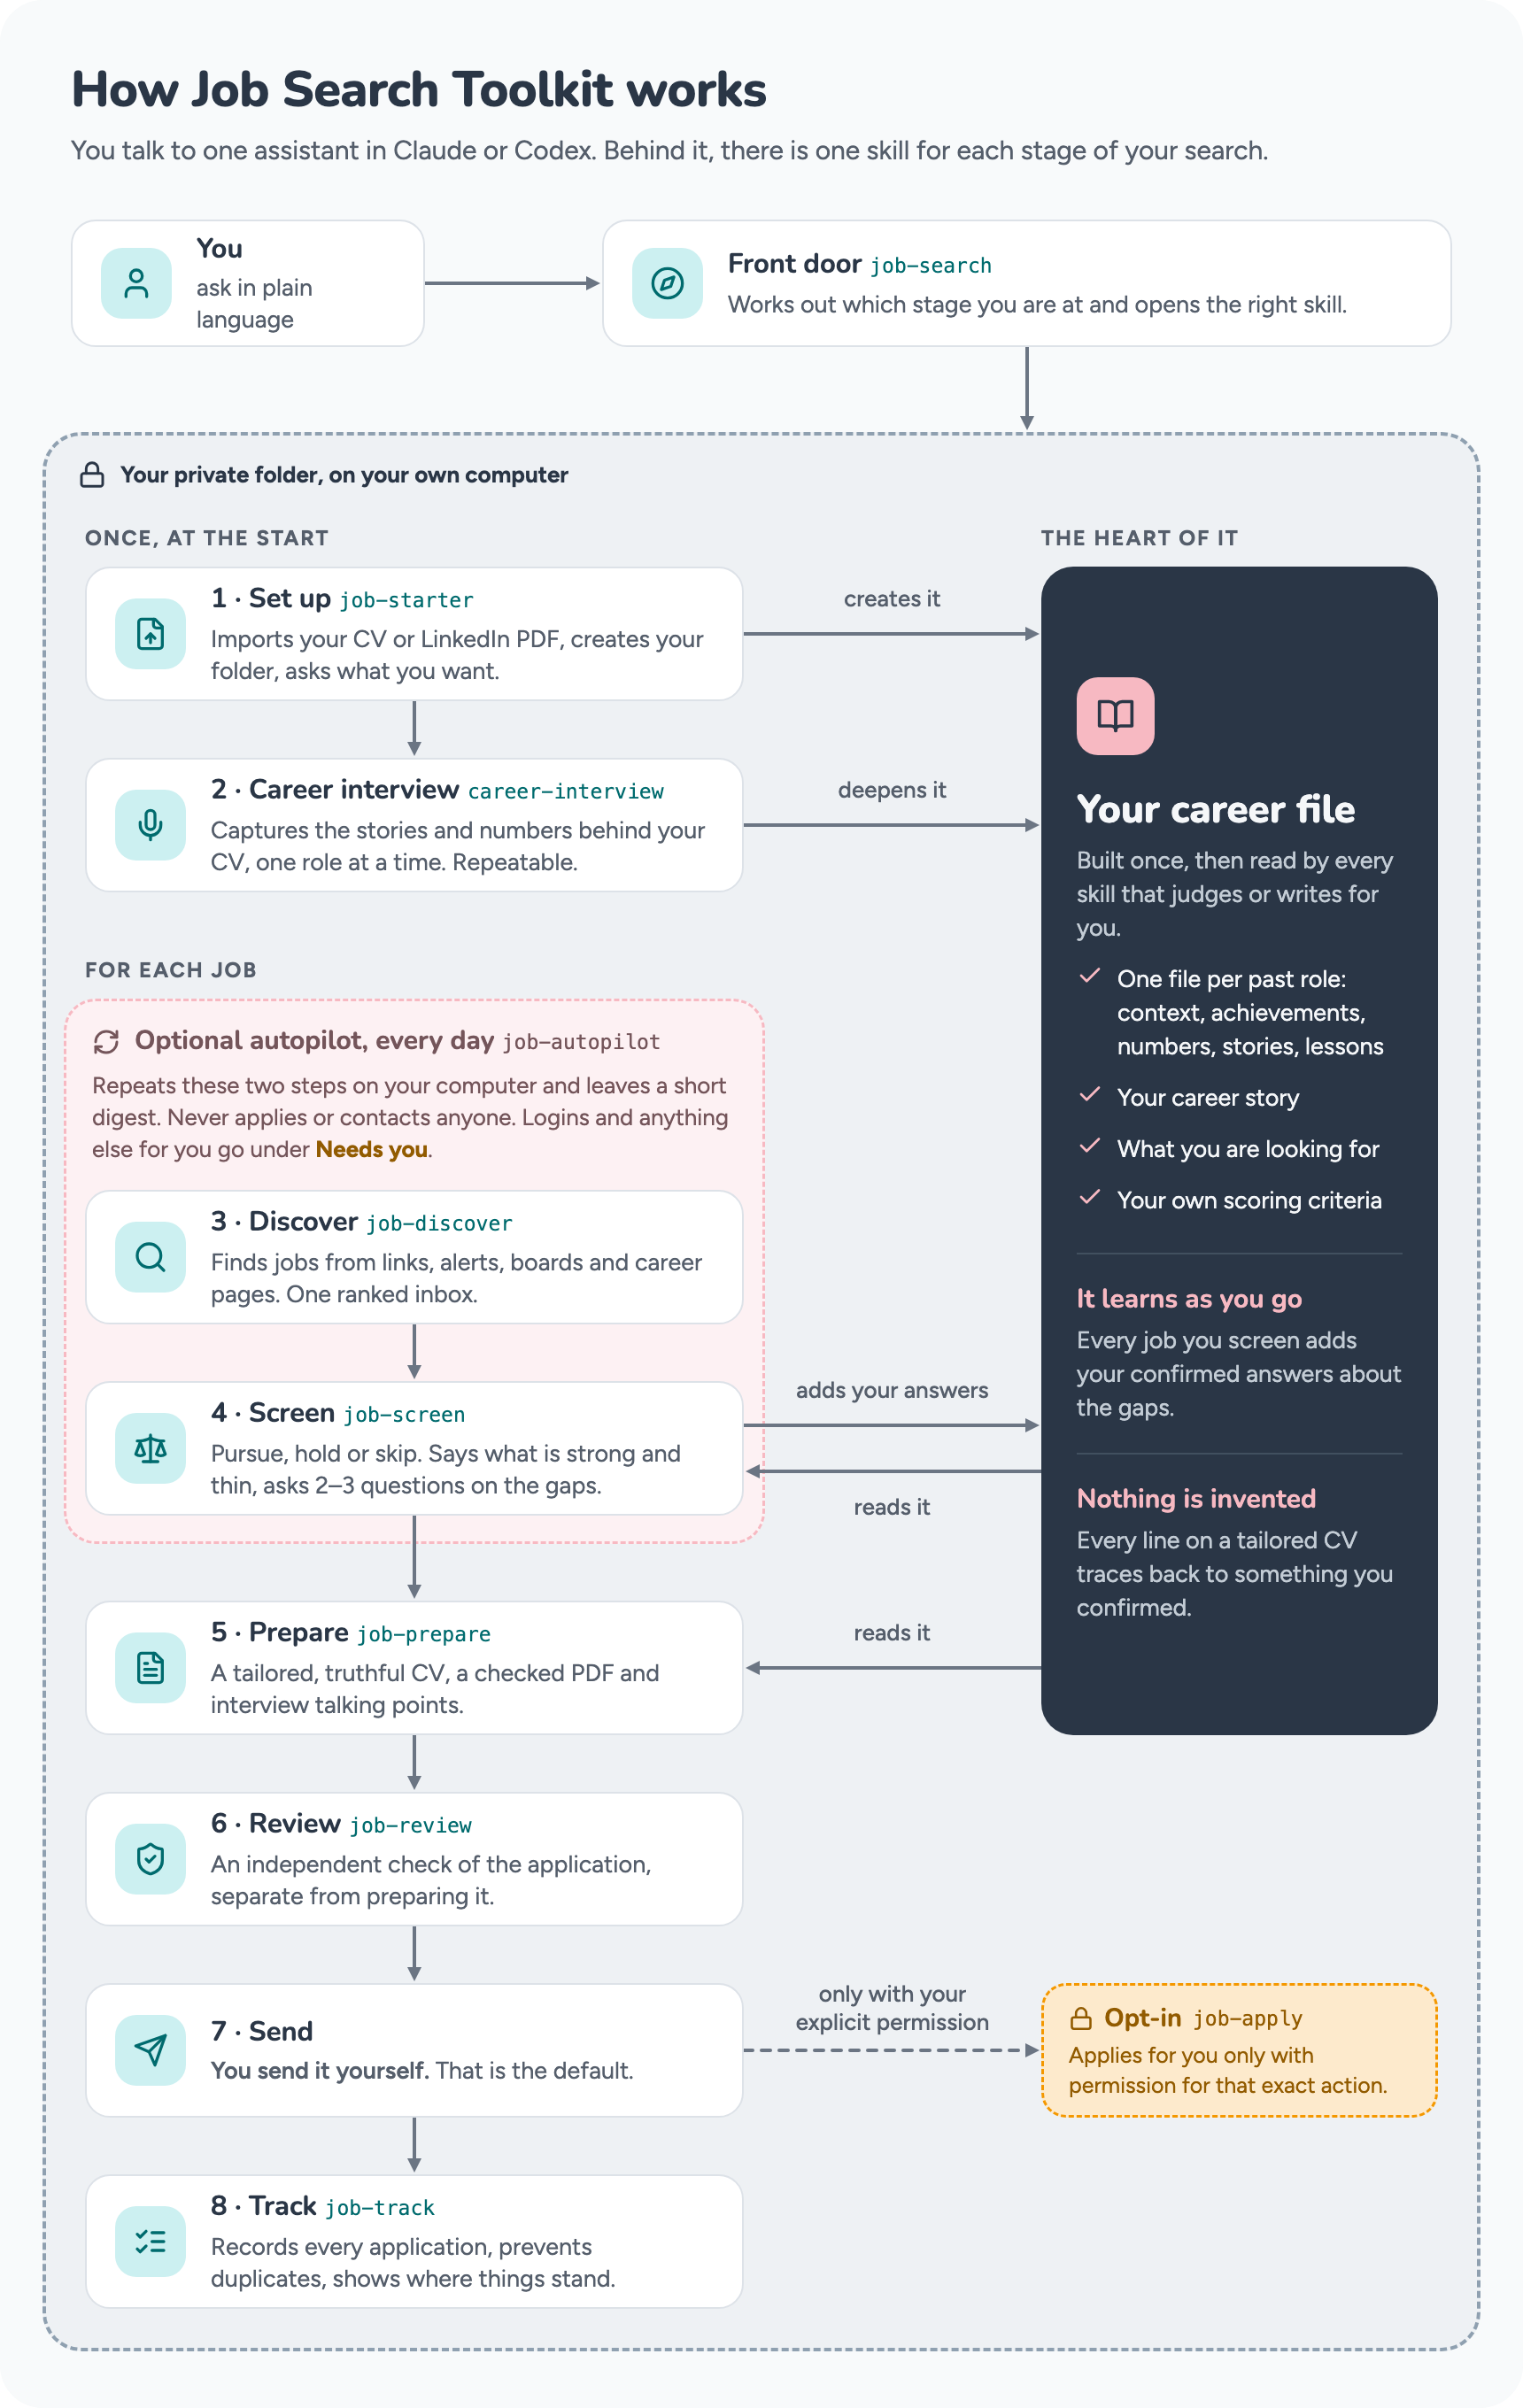 How Job Search Toolkit works
You talk to one assistant in Claude or Codex. Behind it, there is one skill for each stage of your search.
You
ask in plain
language
Front door job-search
Works out which stage you are at and opens the right skill.
Your private folder, on your own computer
ONCE, AT THE START
1 · Set up job-starter
Imports your CV or LinkedIn PDF, creates your
folder, asks what you want.
creates it
2 · Career interview career-interview
Captures the stories and numbers behind your
CV, one role at a time. Repeatable.
deepens it
THE HEART OF IT
Your career file
Built once, then read by every
skill that judges or writes for
you.
One file per past role:
context, achievements,
numbers, stories, lessons
Your career story
What you are looking for
Your own scoring criteria
It learns as you go
Every job you screen adds
your confirmed answers about
the gaps.
Nothing is invented
Every line on a tailored CV
traces back to something you
confirmed.
FOR EACH JOB
Optional autopilot, every day job-autopilot
Repeats these two steps on your computer and leaves a short
digest. Never applies or contacts anyone. Logins and anything
else for you go under Needs you.
3 · Discover job-discover
Finds jobs from links, alerts, boards and career
pages. One ranked inbox.
4 · Screen job-screen
Pursue, hold or skip. Says what is strong and
thin, asks 2–3 questions on the gaps.
adds your answers
reads it
5 · Prepare job-prepare
A tailored, truthful CV, a checked PDF and
interview talking points.
reads it
6 · Review job-review
An independent check of the application,
separate from preparing it.
7 · Send
You send it yourself. That is the default.
only with your
explicit permission
Opt-in job-apply
Applies for you only with
permission for that exact action.
8 · Track job-track
Records every application, prevents
duplicates, shows where things stand.